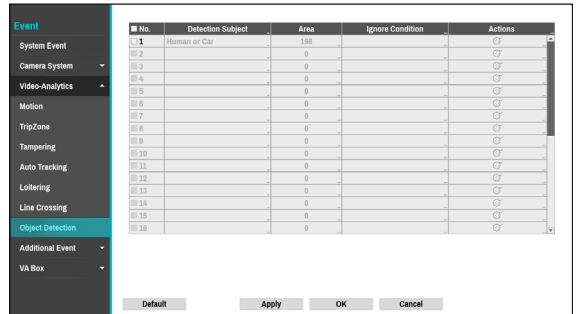 Event
System Event
Camera System
Video-Analytics
Motion
TripZone
Tampering
Auto Tracking
Loitering
Line Crossing
Object Detection
Additional Event
VA Box
No. Detection Subject Area Ignore Condition Actions
1 Human or Car 198
2 0
3 0
4 0
5 0
6 0
7 0
8 0
9 0
10 0
11 0
12 0
13 0
14 0
15 0
16 0
Default Apply OK Cancel